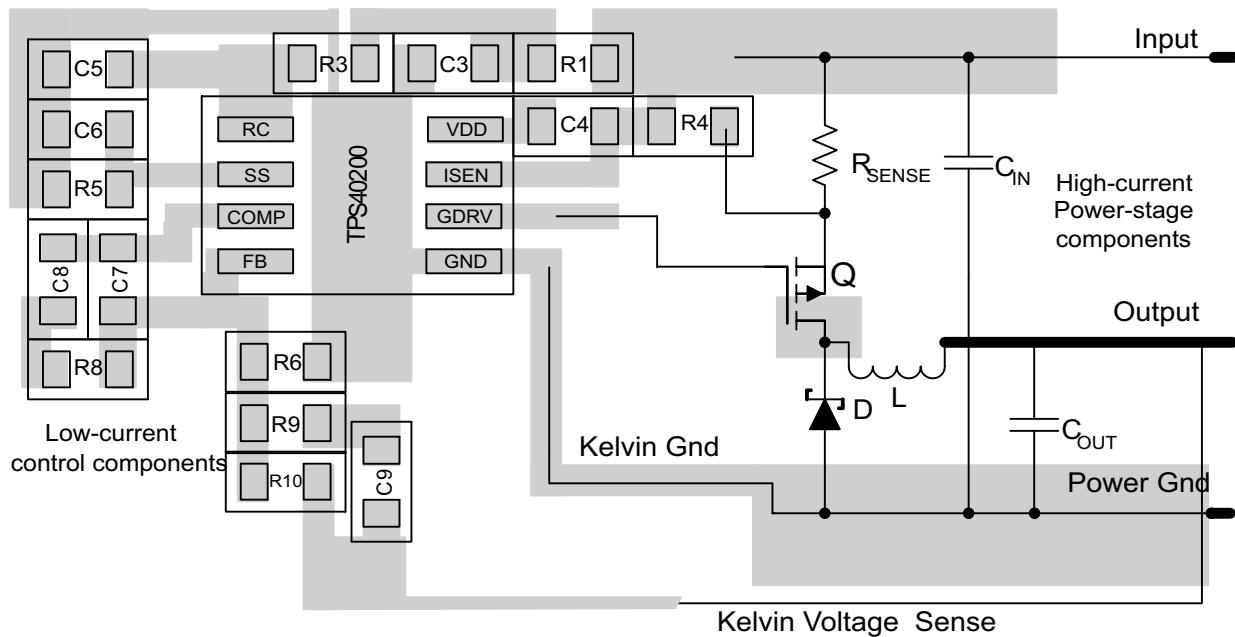 Input
C5
R3
C3
R1
C6
RC
VDD
C4
R4
RSENSE
CIN
TPS40200
R5
SS
ISEN
High-current
Power-stage
components
COMP
GDRV
C8
C7
FB
GND
Q
Output
R8
R6
L
D
Low-current
control components
R9
Kelvin Gnd
COUT
R10
C9
Power Gnd
Kelvin Voltage Sense